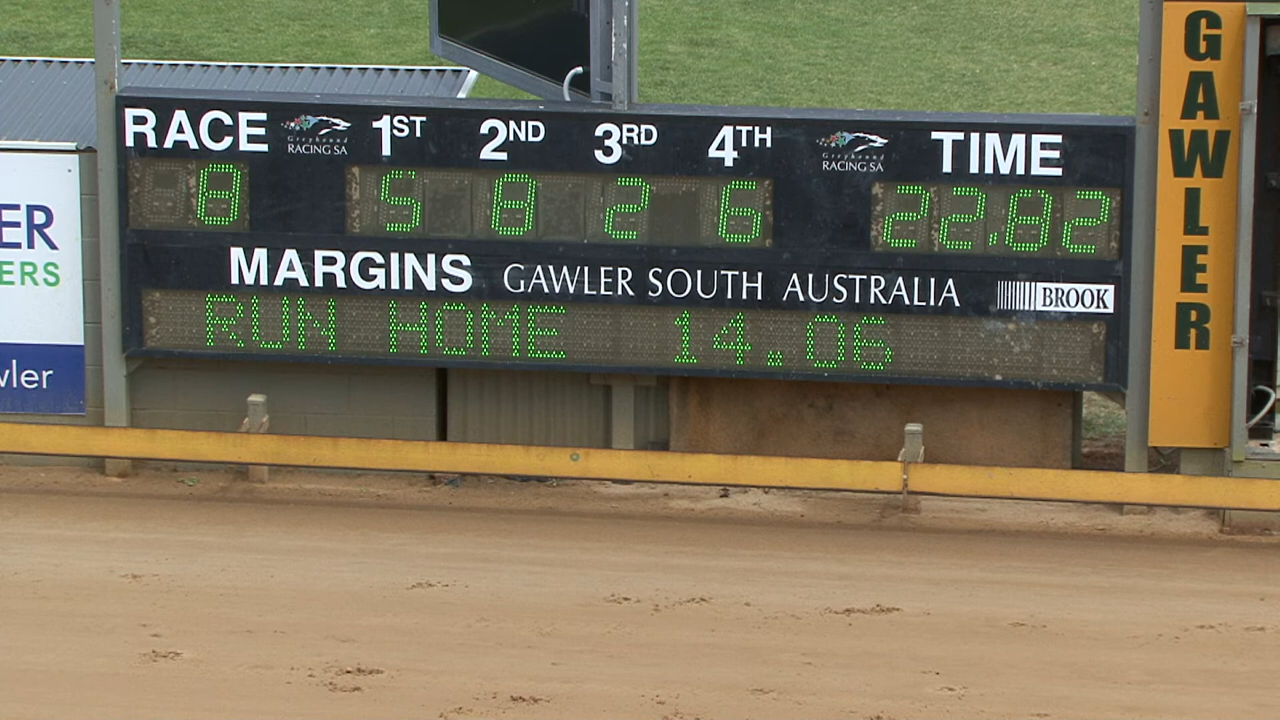 RACE Greyhound RACING SA 1ST 2ND 3RD 4TH Greyhound RACING SA TIME
8 5 8 2 6 22.82
MARGINS GAWLER SOUTH AUSTRALIA BROOK
RUN HOME 14.06
GAWLER
ER
ERS
wler